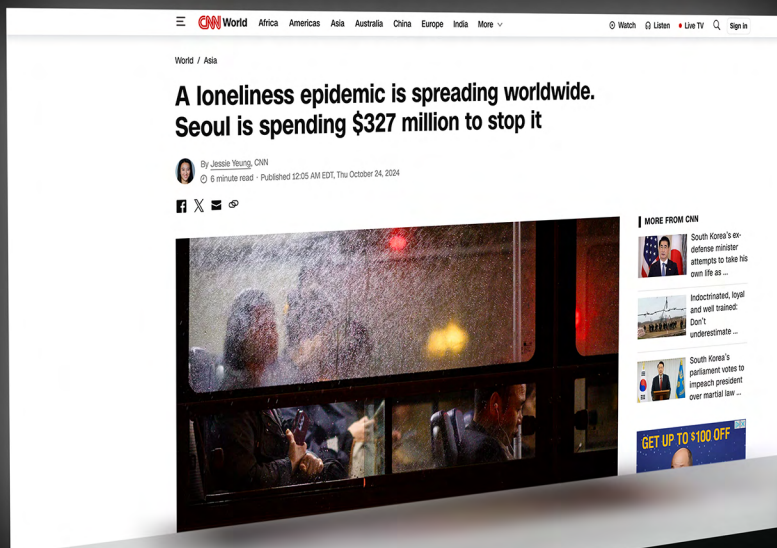 CNN World Africa Americas Asia Australia China Europe India More
Watch Listen Live TV Sign in
World / Asia
A loneliness epidemic is spreading worldwide.
Seoul is spending $327 million to stop it
By Jessie Yeung, CNN
6 minute read · Published 12:05 AM EDT, Thu October 24, 2024
MORE FROM CNN
South Korea's ex-
defense minister
attempts to take his
own life as ...
Indoctrinated, loyal
and well trained:
Don't
underestimate ...
South Korea's
parliament votes to
impeach president
over martial law ...
GET UP TO $100 OFF